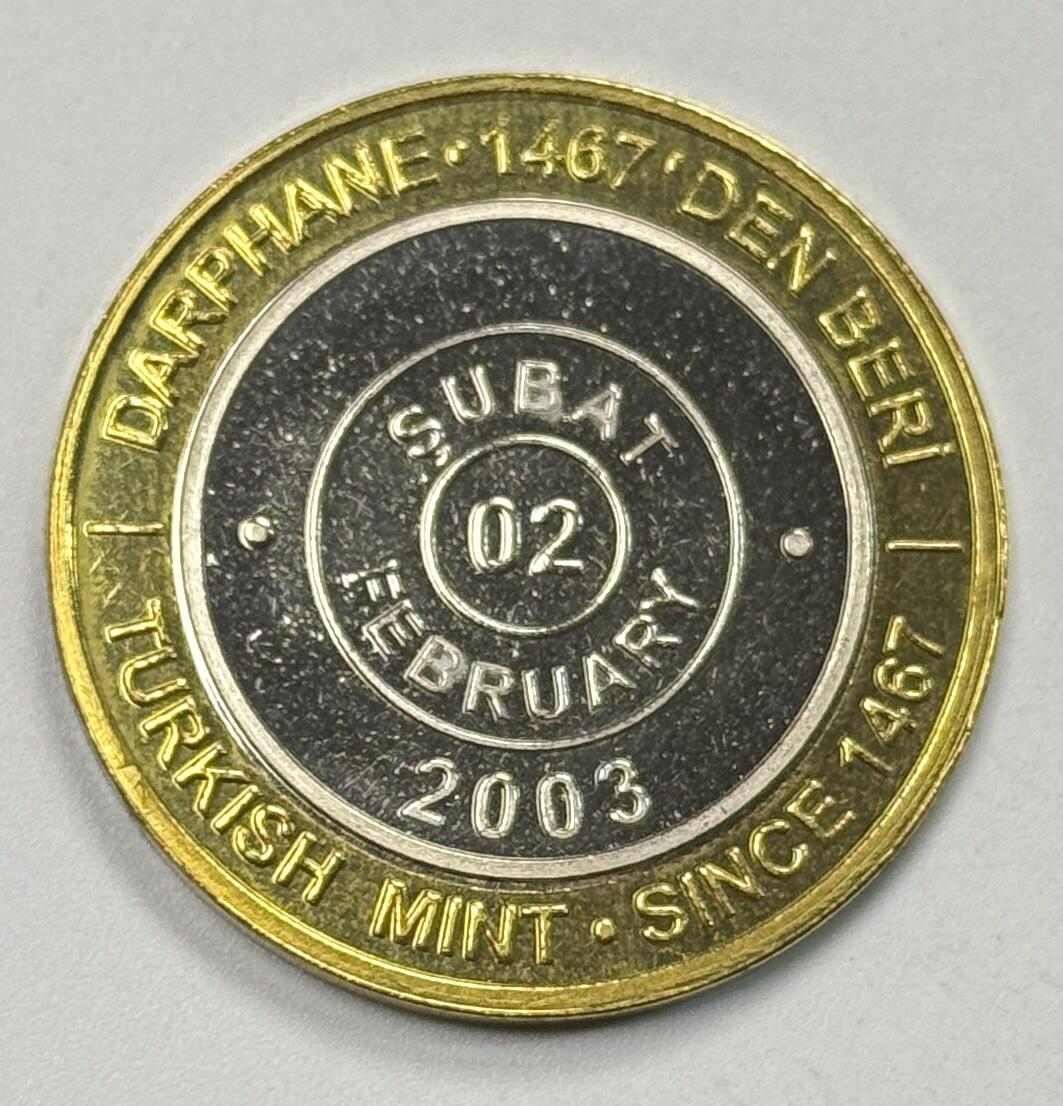 DARPHANE • 1467'DEN BERİ
ŞUBAT
02
FEBRUARY
2003
TURKISH MINT • SINCE 1467